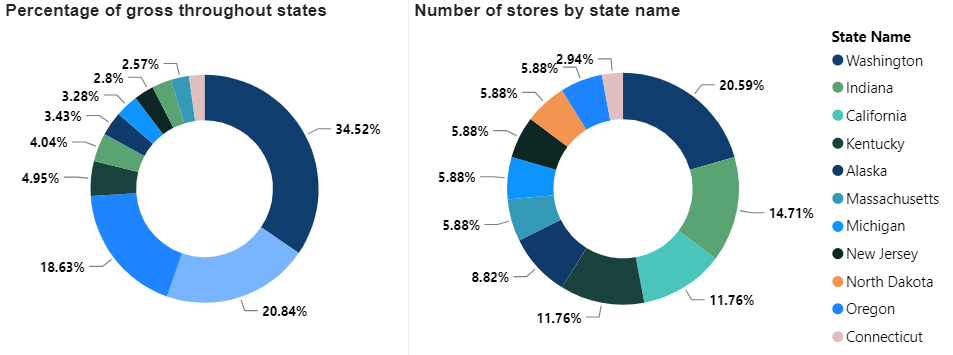 Percentage of gross throughout states
34.52%
20.84%
18.63%
4.95%
4.04%
3.43%
3.28%
2.8%
2.57%
Number of stores by state name
20.59%
14.71%
11.76%
11.76%
8.82%
5.88%
5.88%
5.88%
5.88%
5.88%
2.94%
State Name
Washington
Indiana
California
Kentucky
Alaska
Massachusetts
Michigan
New Jersey
North Dakota
Oregon
Connecticut